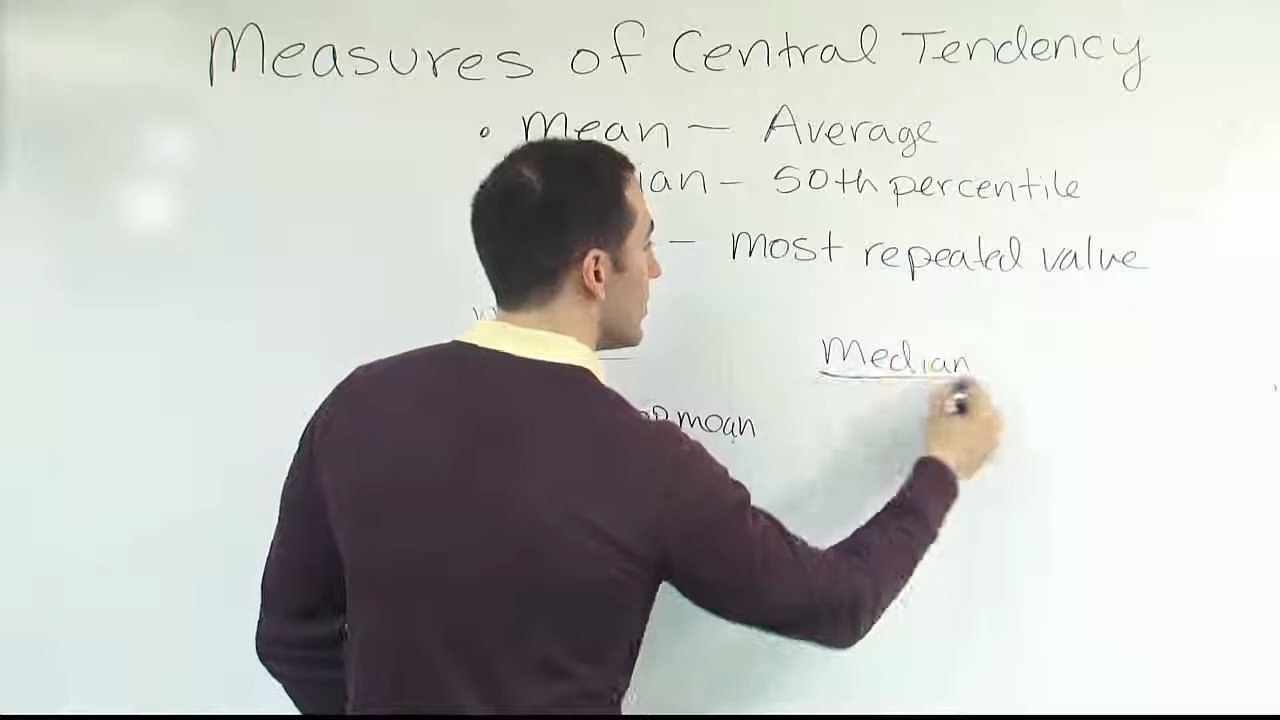 Measures of Central Tendency
• Mean — Average
ian — 50th percentile
— most repeated value
Median
mean